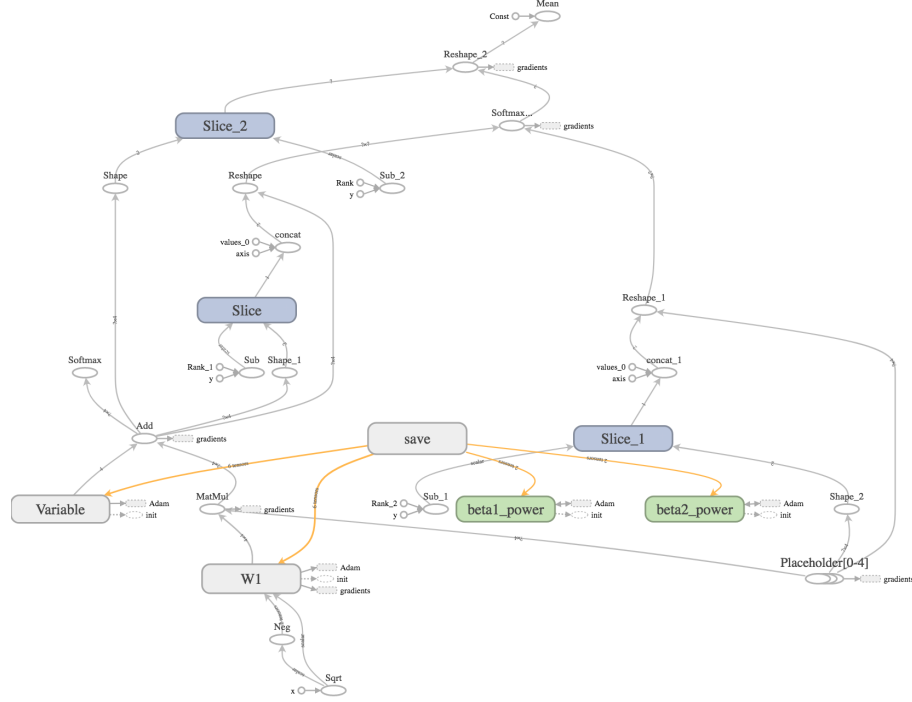 Mean
Const
Reshape_2
gradients
Slice_2
Softmax...
gradients
Shape
Reshape
Rank
Sub_2
y
values_0
concat
axis
Slice
Reshape_1
Softmax
Rank_1
Sub
Shape_1
y
values_0
concat_1
axis
Add
gradients
save
Slice_1
Variable
Adam
init
MatMul
gradients
Rank_2
Sub_1
y
beta1_power
Adam
init
beta2_power
Adam
init
Shape_2
W1
Adam
init
gradients
Placeholder[0-4]
gradients
Neg
Sqrt
x